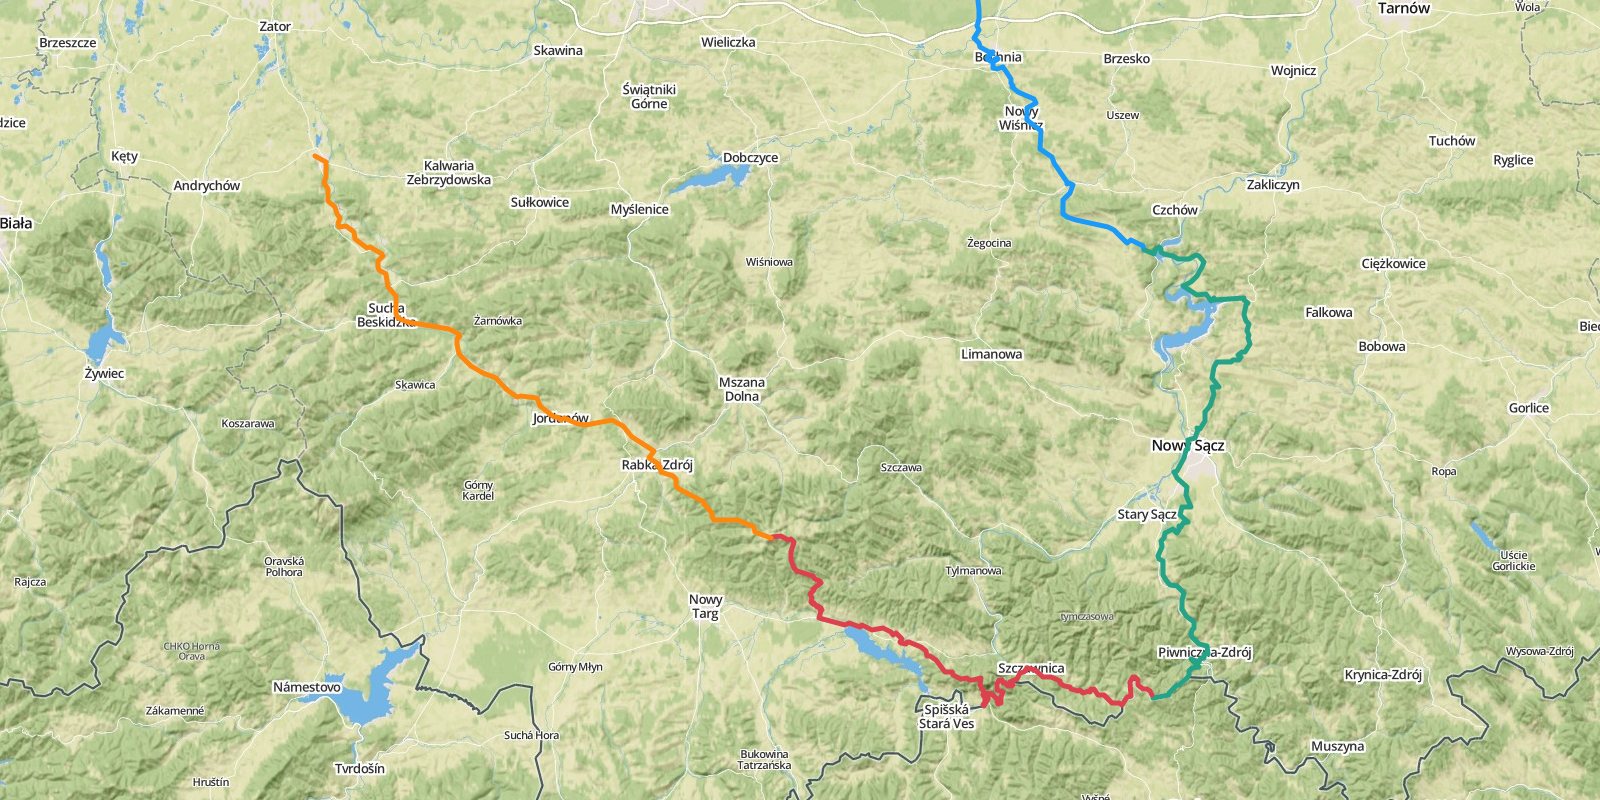 Zator
Tarnów
Wola
Brzeszcze
Wieliczka
Skawina
Bochnia
Brzesko
Wojnicz
Świątniki
Górne
dzice
Nowy
Wiśnicz
Uszew
Tuchów
Kęty
Dobczyce
Ryglice
Kalwaria
Zebrzydowska
Andrychów
Zakliczyn
Sułkowice
Myślenice
Czchów
Biała
Żegocina
Wiśniowa
Ciężkowice
Sucha
Beskidzka
Żarnówka
Falkowa
Bie
Limanowa
Bobowa
Żywiec
Skawica
Mszana
Dolna
Gorlice
Koszarawa
Jordanów
Nowy Sącz
Rabka-Zdrój
Szczawa
Ropa
Górny
Kardel
Stary Sącz
Oravská
Polhora
Uście
Gorlickie
Rajcza
Tylmanowa
Nowy
Targ
tymczasowa
CHKO Horná
Orava
Piwniczna-Zdrój
Wysowa-Zdrój
Górny Młyn
Szczawnica
Krynica-Zdrój
Námestovo
Zákamenné
Spišská
Stará Ves
Suchá Hora
Muszyna
Bukowina
Tatrzańska
Tvrdošín
Hruštín
Vyšné